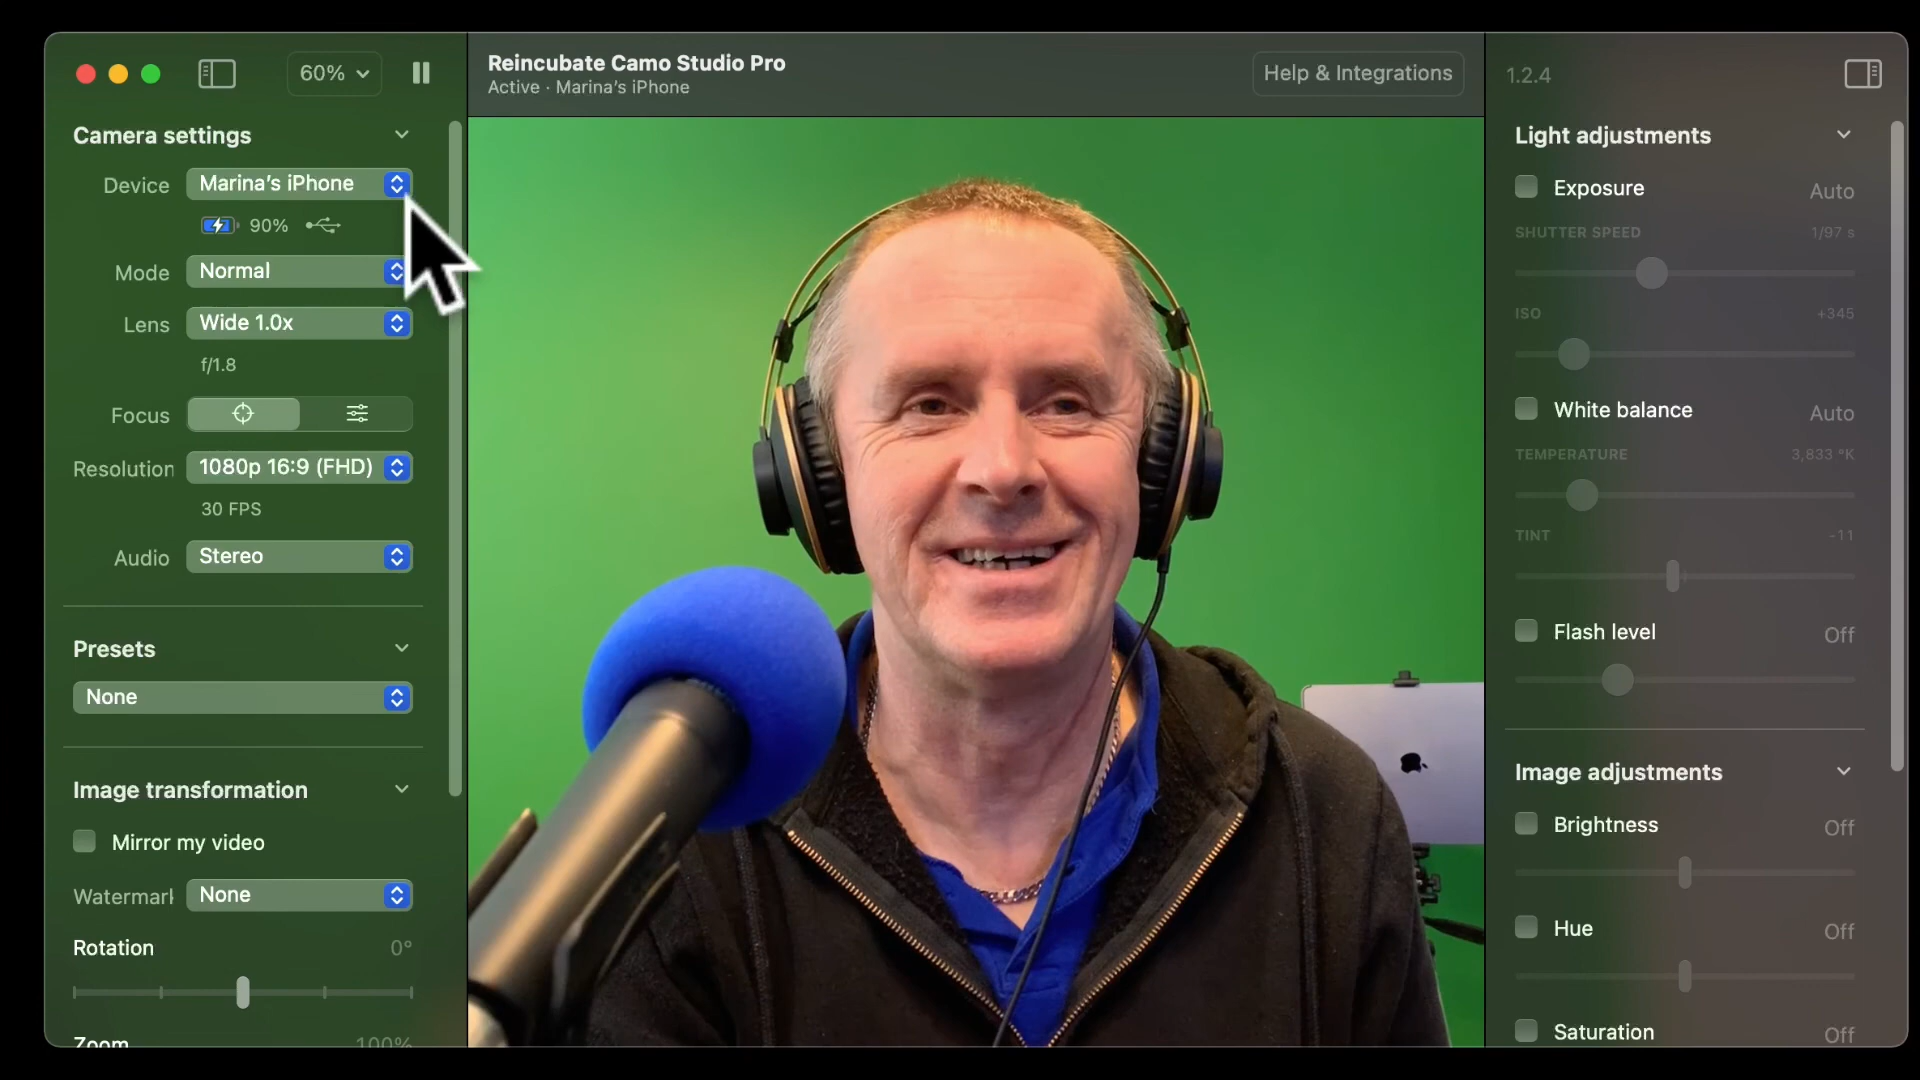 60%
Reincubate Camo Studio Pro
Active · Marina's iPhone
Help & Integrations
1.2.4
Camera settings
Device Marina's iPhone
90%
Mode Normal
Lens Wide 1.0x
f/1.8
Focus
Resolution 1080p 16:9 (FHD)
30 FPS
Audio Stereo
Presets
None
Image transformation
Mirror my video
Watermark None
Rotation 0°
Zoom 100%
Light adjustments
Exposure Auto
SHUTTER SPEED 1/97 s
ISO +345
White balance Auto
TEMPERATURE 3,833 °K
TINT -11
Flash level Off
Image adjustments
Brightness Off
Hue Off
Saturation Off